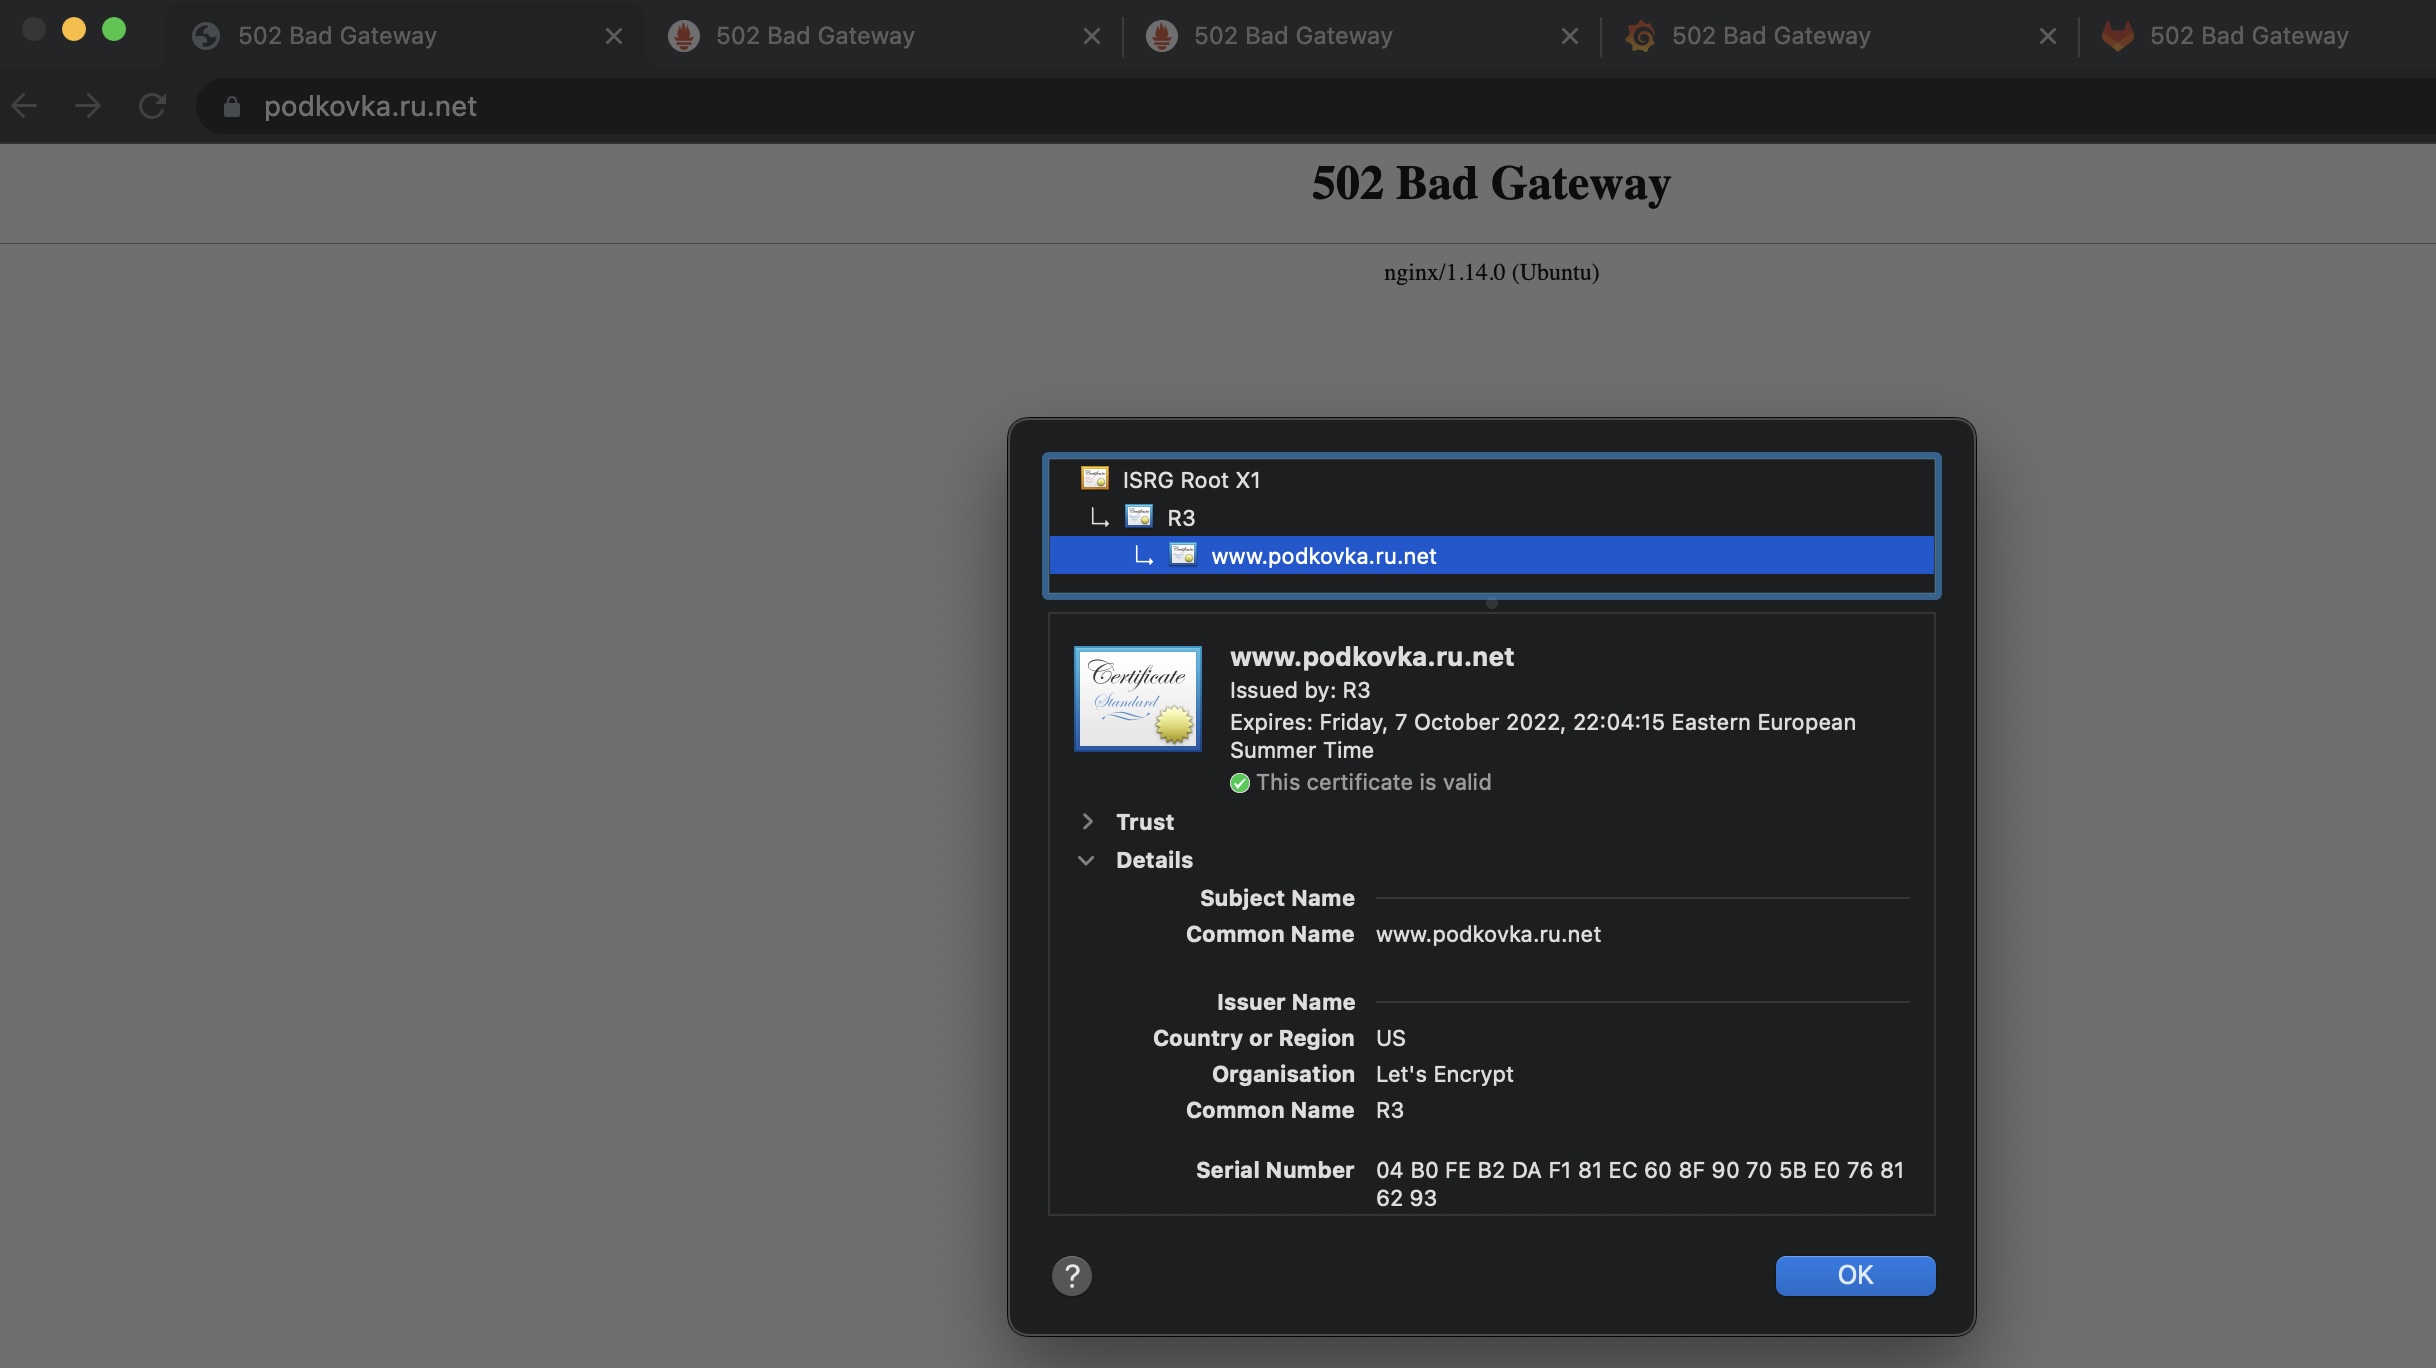 502 Bad Gateway
502 Bad Gateway
502 Bad Gateway
502 Bad Gateway
502 Bad Gateway
podkovka.ru.net
502 Bad Gateway
nginx/1.14.0 (Ubuntu)
ISRG Root X1
R3
www.podkovka.ru.net
Certificate
Standard
www.podkovka.ru.net
Issued by: R3
Expires: Friday, 7 October 2022, 22:04:15 Eastern European
Summer Time
This certificate is valid
Trust
Details
Subject Name
Common Name www.podkovka.ru.net
Issuer Name
Country or Region US
Organisation Let's Encrypt
Common Name R3
Serial Number 04 B0 FE B2 DA F1 81 EC 60 8F 90 70 5B E0 76 81
62 93
?
OK